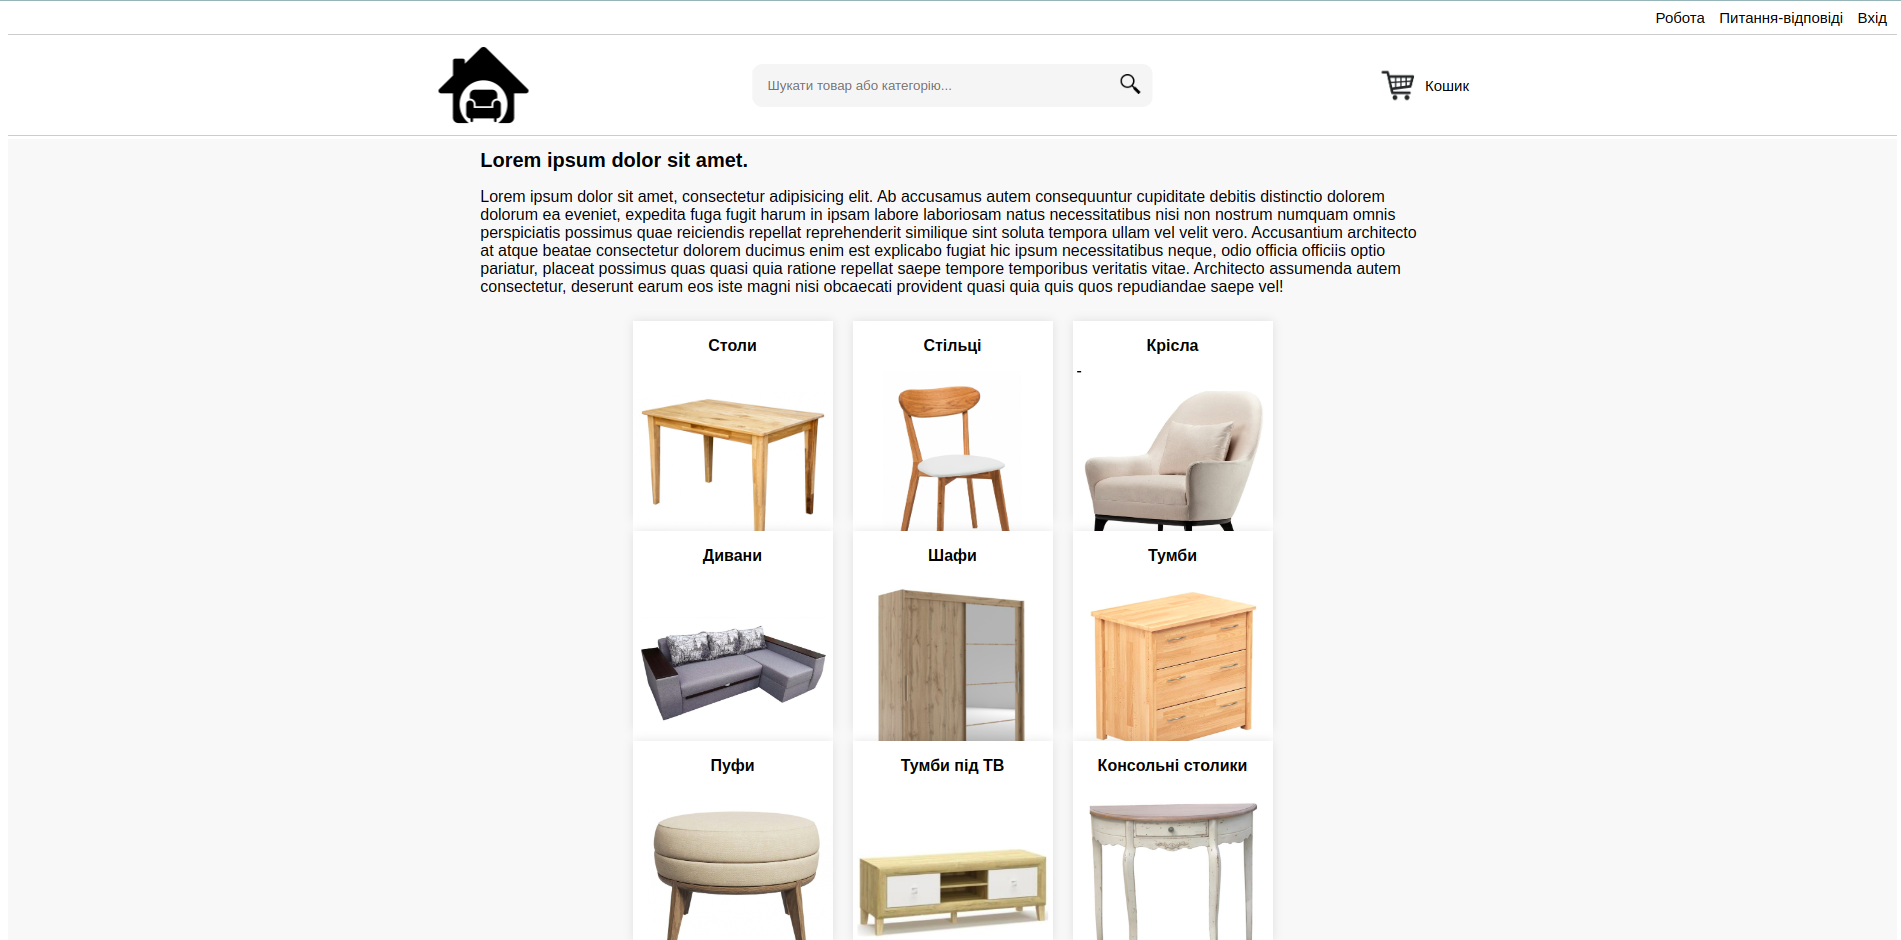 Робота Питання-відповіді Вхід
Шукати товар або категорію...
Кошик
Lorem ipsum dolor sit amet.
Lorem ipsum dolor sit amet, consectetur adipisicing elit. Ab accusamus autem consequuntur cupiditate debitis distinctio dolorem
dolorum ea eveniet, expedita fuga fugit harum in ipsam labore laboriosam natus necessitatibus nisi non nostrum numquam omnis
perspiciatis possimus quae reiciendis repellat reprehenderit similique sint soluta tempora ullam vel velit vero. Accusantium architecto
at atque beatae consectetur dolorem ducimus enim est explicabo fugiat hic ipsum necessitatibus neque, odio officia officiis optio
pariatur, placeat possimus quas quasi quia ratione repellat saepe tempore temporibus veritatis vitae. Architecto assumenda autem
consectetur, deserunt earum eos iste magni nisi obcaecati provident quasi quia quis quos repudiandae saepe vel!
Столи
Стільці
Крісла
-
Дивани
Шафи
Тумби
Пуфи
Тумби під ТВ
Консольні столики